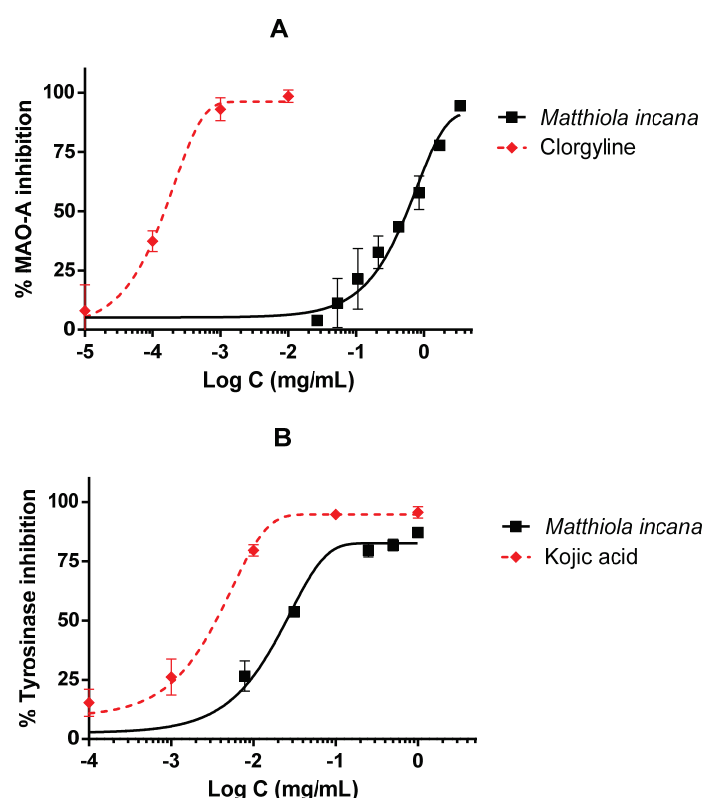 A
% MAO-A inhibition
100
75
50
25
0
-5 -4 -3 -2 -1 0
Log C (mg/mL)
Matthiola incana
Clorgyline
B
% Tyrosinase inhibition
100
75
50
25
0
-4 -3 -2 -1 0
Log C (mg/mL)
Matthiola incana
Kojic acid